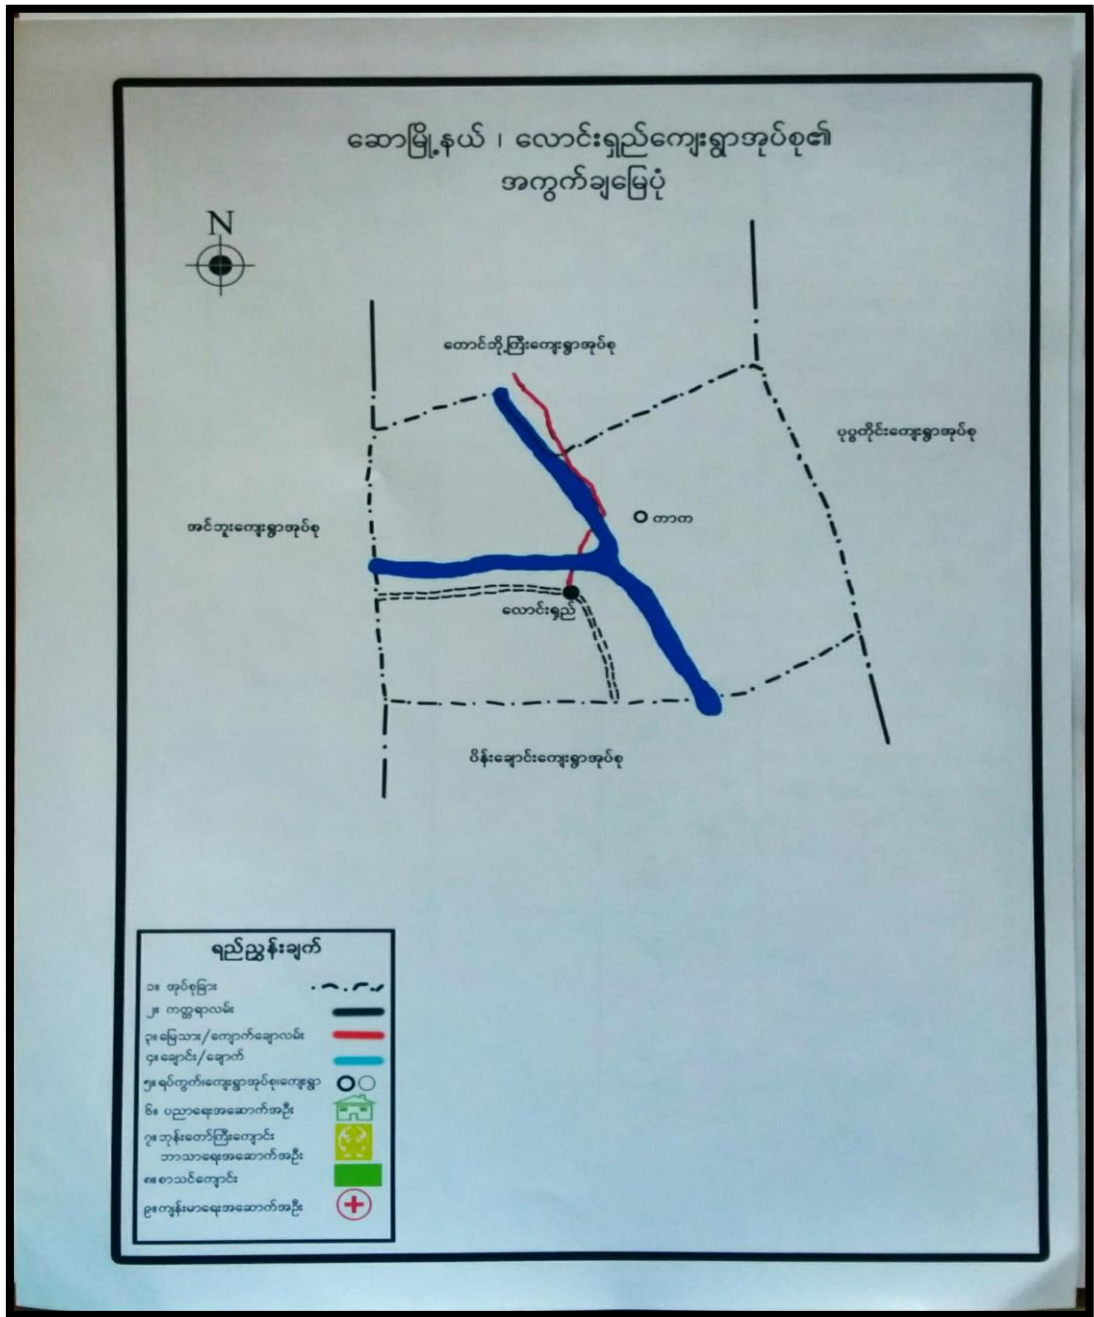 ဆောမြို့နယ် ၊ လောင်းရှည်ကျေးရွာအုပ်စု၏
အကွက်ချမြေပုံ
N
တောင်ဘို့ကြီးကျေးရွာအုပ်စု
ပုပ္ပတိုင်းကျေးရွာအုပ်စု
အင်ဘူးကျေးရွာအုပ်စု
ကာက
လောင်းရှည်
ပိန်းချောင်းကျေးရွာအုပ်စု
ရည်ညွှန်းချက်
၁။ အုပ်စုခြား
၂။ ကတ္တရာလမ်း
၃။ မြေသား/ကျောက်ချောလမ်း
၄။ ချောင်း/ချောက်
၅။ ရပ်ကွက်၊ကျေးရွာအုပ်စု၊ကျေးရွာ
၆။ ပညာရေးအဆောက်အဦး
၇။ ဘုန်းတော်ကြီးကျောင်း
ဘာသာရေးအဆောက်အဦး
၈။ စာသင်ကျောင်း
၉။ ကျန်းမာရေးအဆောက်အဦး